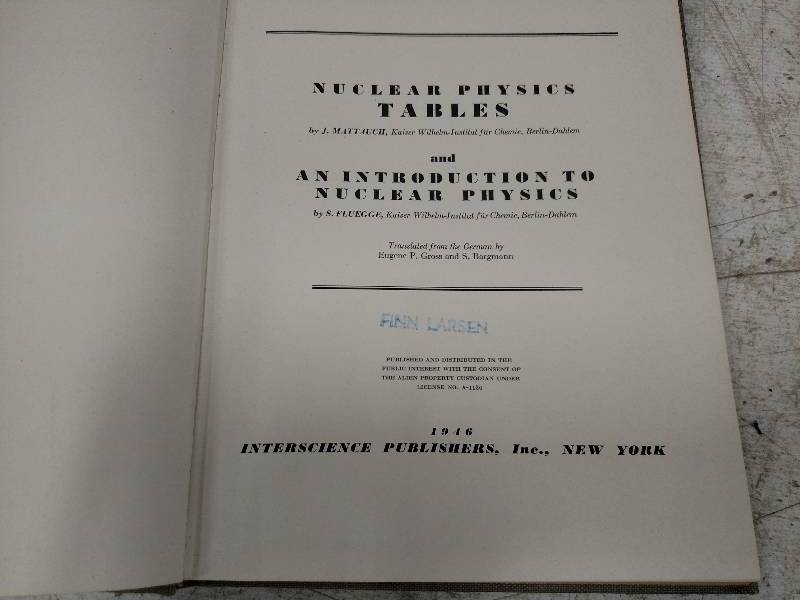 NUCLEAR PHYSICS
TABLES
by J. MATTAUCH, Kaiser Wilhelm-Institut für Chemie, Berlin-Dahlem
and
AN INTRODUCTION TO
NUCLEAR PHYSICS
by S. FLUEGGE, Kaiser Wilhelm-Institut für Chemie, Berlin-Dahlem
Translated from the German by
Eugene P. Gross and S. Bargmann
FINN LARSEN
PUBLISHED AND DISTRIBUTED IN THE
PUBLIC INTEREST WITH THE CONSENT OF
THE ALIEN PROPERTY CUSTODIAN UNDER
LICENSE NO. A-1136
1946
INTERSCIENCE PUBLISHERS, Inc., NEW YORK